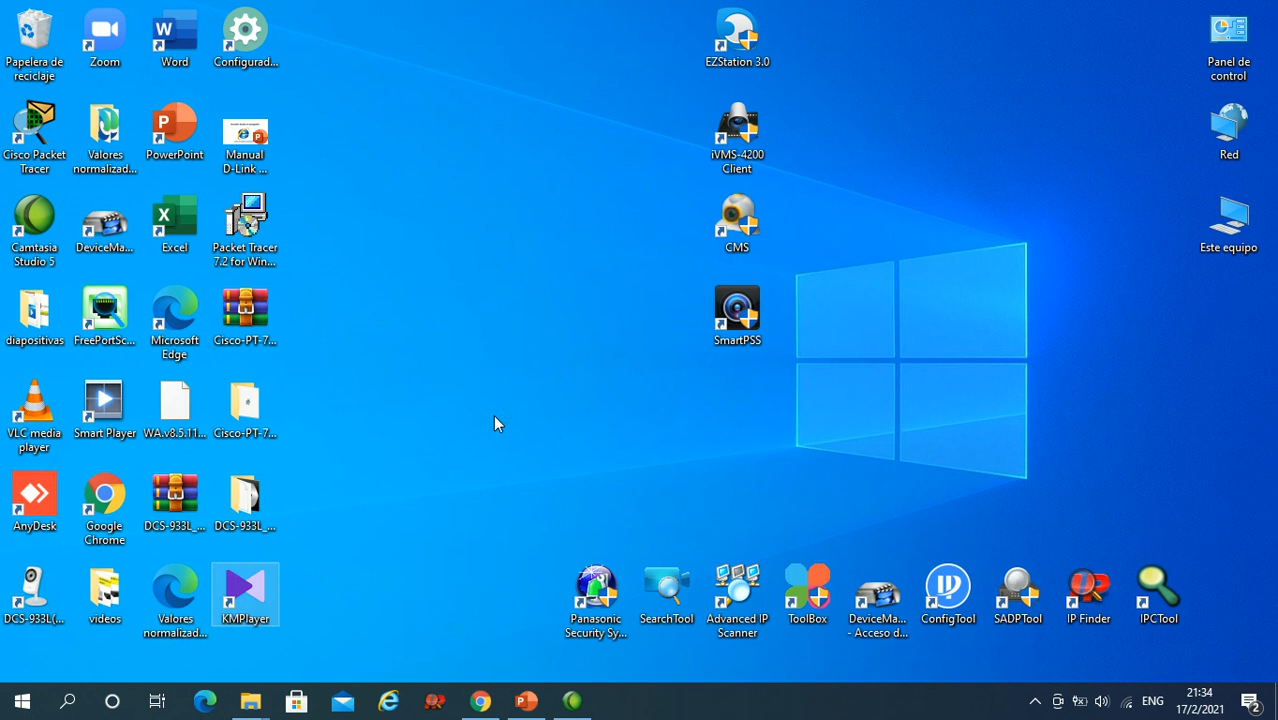 Papelera de
reciclaje
Zoom
Word
Configurad...
EZStation 3.0
Panel de
control
Cisco Packet
Tracer
Valores
normalizad...
PowerPoint
Manual
D-Link ...
iVMS-4200
Client
Red
Camtasia
Studio 5
DeviceMa...
Excel
Packet Tracer
7.2 for Win...
CMS
Este equipo
diapositivas
FreePortSc...
Microsoft
Edge
Cisco-PT-7...
SmartPSS
VLC media
player
Smart Player
WA.v8.5.11...
Cisco-PT-7...
AnyDesk
Google
Chrome
DCS-933L_...
DCS-933L_...
DCS-933L(...
videos
Valores
normalizad...
KMPlayer
Panasonic
Security Sy...
SearchTool
Advanced IP
Scanner
ToolBox
DeviceMa...
- Acceso d...
ConfigTool
SADPTool
IP Finder
IPCTool
ENG
21:34
17/2/2021
2